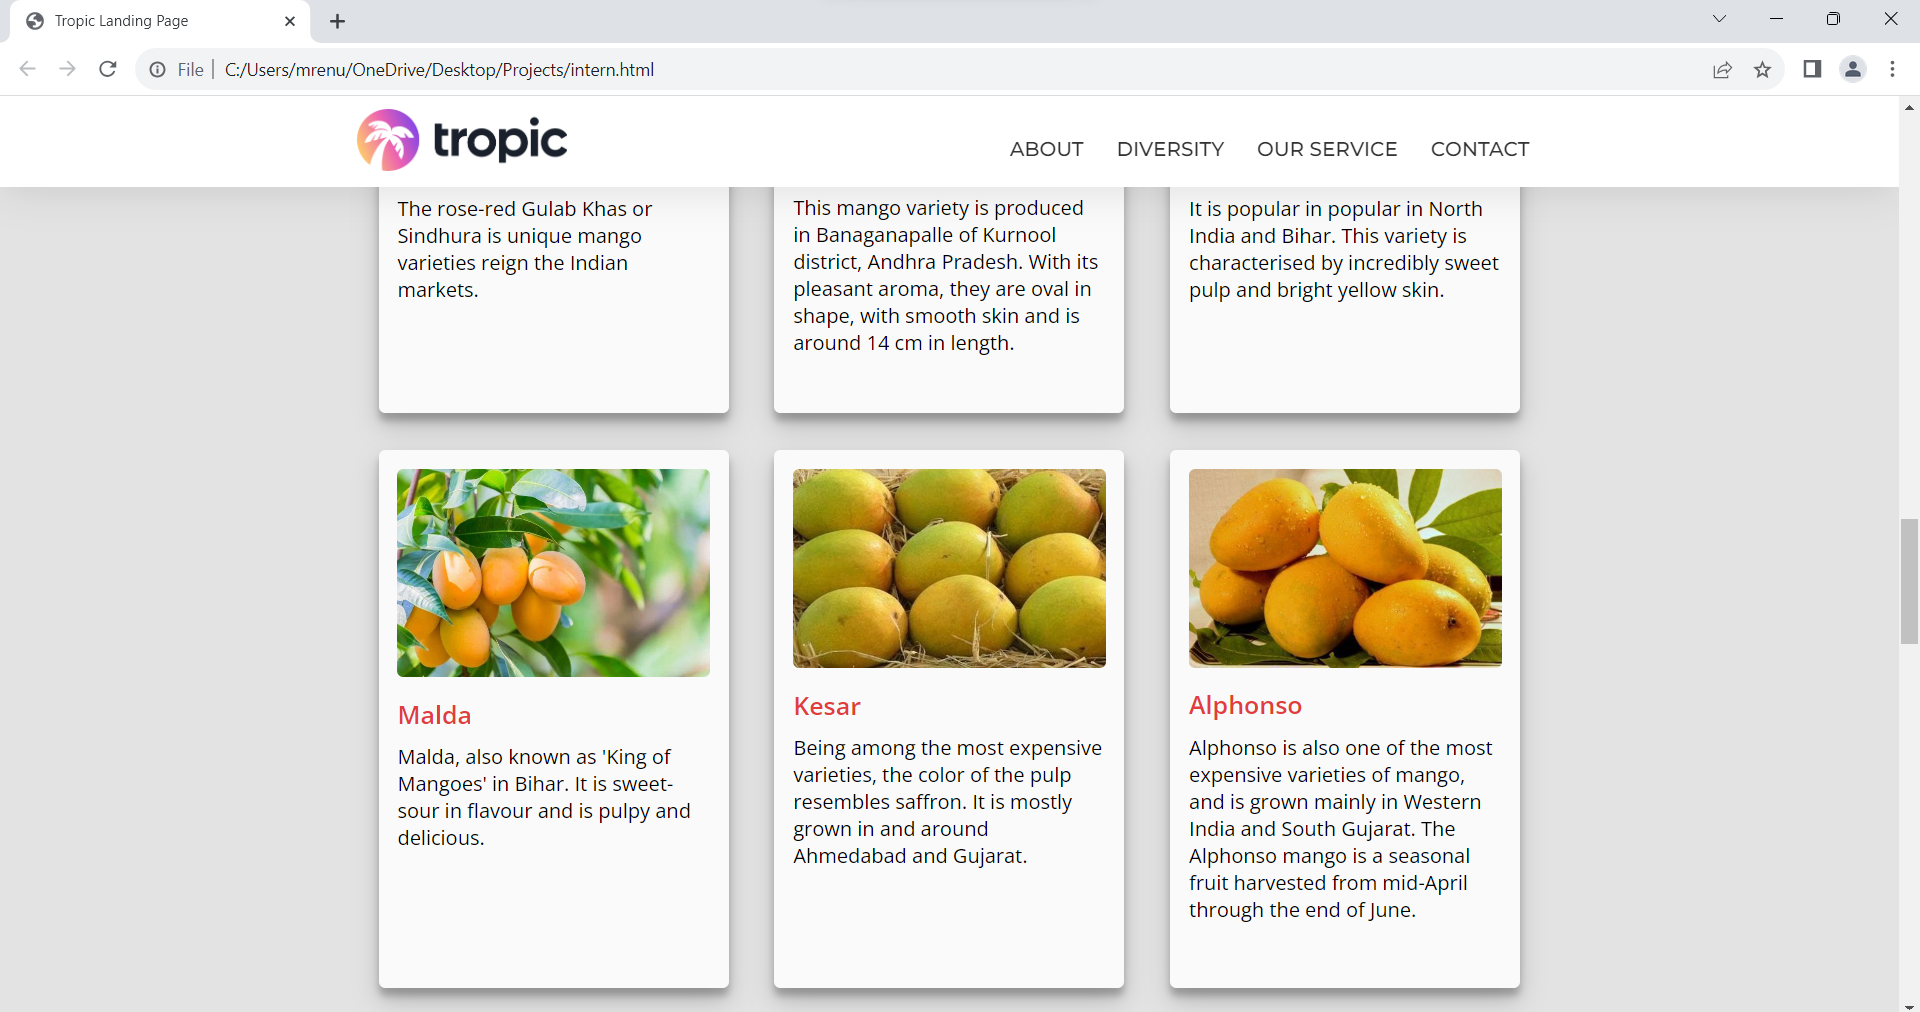 Tropic Landing Page
File
C:/Users/mrenu/OneDrive/Desktop/Projects/intern.html
tropic
ABOUT
DIVERSITY
OUR SERVICE
CONTACT
The rose-red Gulab Khas or
Sindhura is unique mango
varieties reign the Indian
markets.
This mango variety is produced
in Banaganapalle of Kurnool
district, Andhra Pradesh. With its
pleasant aroma, they are oval in
shape, with smooth skin and is
around 14 cm in length.
It is popular in popular in North
India and Bihar. This variety is
characterised by incredibly sweet
pulp and bright yellow skin.
Malda
Malda, also known as 'King of
Mangoes' in Bihar. It is sweet-
sour in flavour and is pulpy and
delicious.
Kesar
Being among the most expensive
varieties, the color of the pulp
resembles saffron. It is mostly
grown in and around
Ahmedabad and Gujarat.
Alphonso
Alphonso is also one of the most
expensive varieties of mango,
and is grown mainly in Western
India and South Gujarat. The
Alphonso mango is a seasonal
fruit harvested from mid-April
through the end of June.